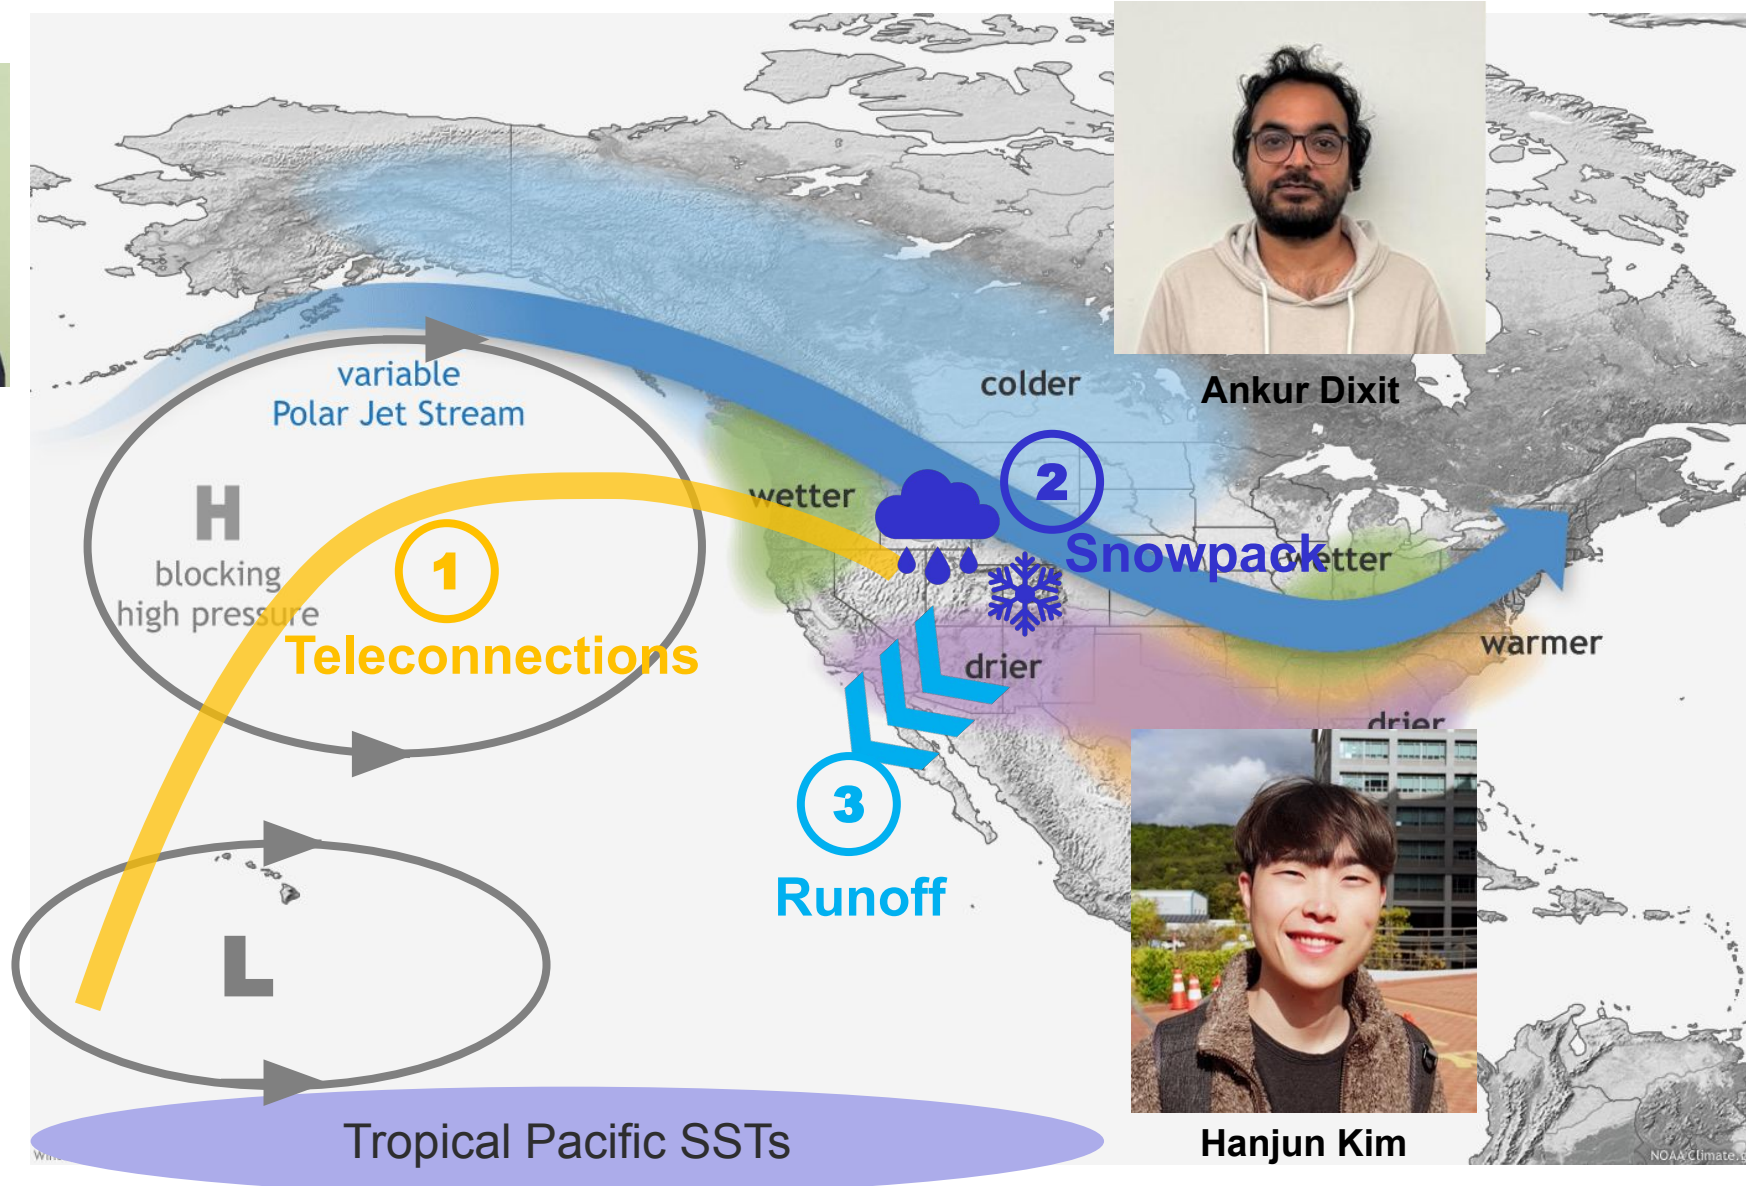 variable
Polar Jet Stream
colder
Ankur Dixit
H
blocking
high pressure
wetter
2
Snowpack
wetter
1
Teleconnections
drier
warmer
drier
3
Runoff
L
Tropical Pacific SSTs
Hanjun Kim
NOAA Climate.g